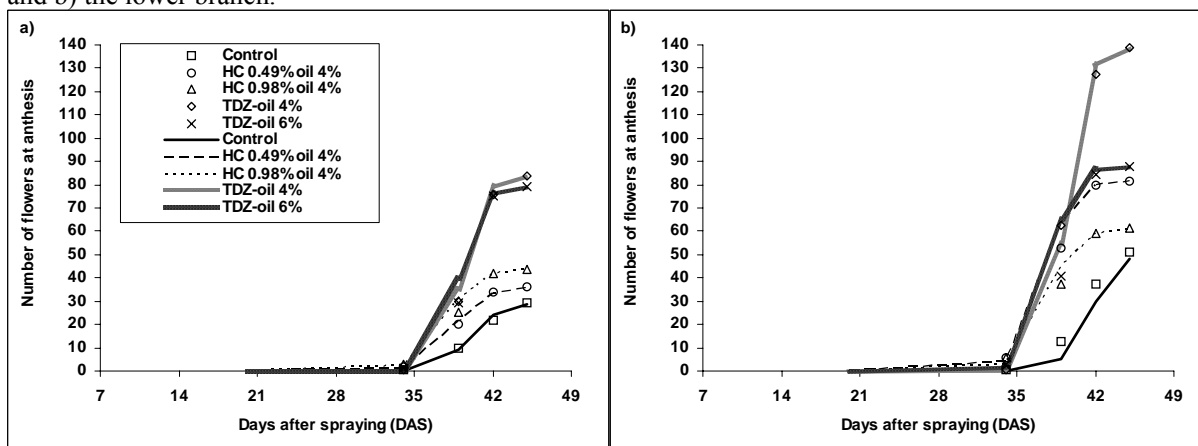 and b) the lower branch.
a)
140
130
120
110
100
90
80
70
60
50
40
30
20
10
0
Number of flowers at anthesis
Control
HC 0.49%oil 4%
HC 0.98%oil 4%
TDZ-oil 4%
TDZ-oil 6%
Control
HC 0.49%oil 4%
HC 0.98%oil 4%
TDZ-oil 4%
TDZ-oil 6%
7 14 21 28 35 42 49
Days after spraying (DAS)
b)
140
130
120
110
100
90
80
70
60
50
40
30
20
10
0
Number of flowers at anthesis
7 14 21 28 35 42 49
Days after spraying (DAS)